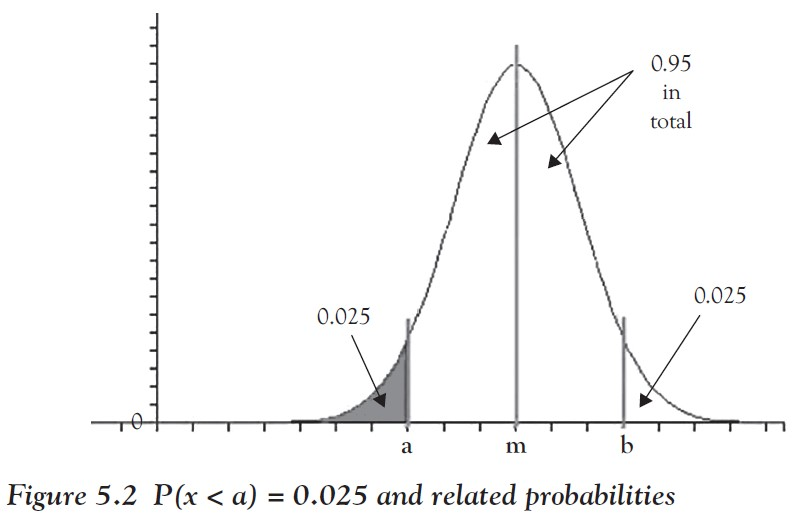 0.95
in
total
0.025
0.025
0
a m b
Figure 5.2 P(x < a) = 0.025 and related probabilities